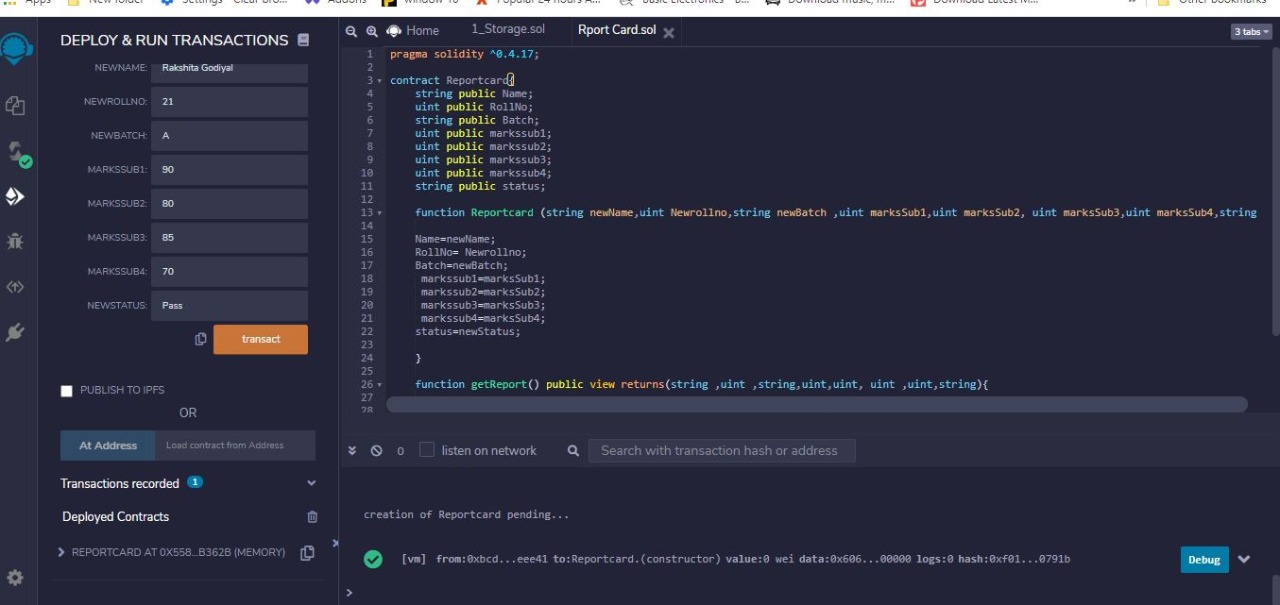 Apps
New folder
Settings - Clear bro...
Addons
Window 10
Popular 24 hours A...
Basic Electronics - B...
Download music, m...
Download Latest M...
»
Other bookmarks
DEPLOY & RUN TRANSACTIONS
NEWNAME: Rakshita Godiyal
NEWROLLNO: 21
NEWBATCH: A
MARKSSUB1: 90
MARKSSUB2: 80
MARKSSUB3: 85
MARKSSUB4: 70
NEWSTATUS: Pass
transact
PUBLISH TO IPFS
OR
At Address Load contract from Address
Transactions recorded 1
Deployed Contracts
REPORTCARD AT 0X558...B362B (MEMORY)
Home 1_Storage.sol Rport Card.sol 3 tabs
1 pragma solidity ^0.4.17;
2
3 contract Reportcard{
4 string public Name;
5 uint public RollNo;
6 string public Batch;
7 uint public markssub1;
8 uint public markssub2;
9 uint public markssub3;
10 uint public markssub4;
11 string public status;
12
13 function Reportcard (string newName,uint Newrollno,string newBatch ,uint marksSub1,uint marksSub2, uint marksSub3,uint marksSub4,string
14
15 Name=newName;
16 RollNo= Newrollno;
17 Batch=newBatch;
18 markssub1=marksSub1;
19 markssub2=marksSub2;
20 markssub3=marksSub3;
21 markssub4=marksSub4;
22 status=newStatus;
23
24 }
25
26 function getReport() public view returns(string ,uint ,string,uint,uint, uint ,uint,string){
27
28
0 listen on network Search with transaction hash or address
creation of Reportcard pending...
[vm] from:0xbcd...eee41 to:Reportcard.(constructor) value:0 wei data:0x606...00000 logs:0 hash:0xf01...0791b Debug
>